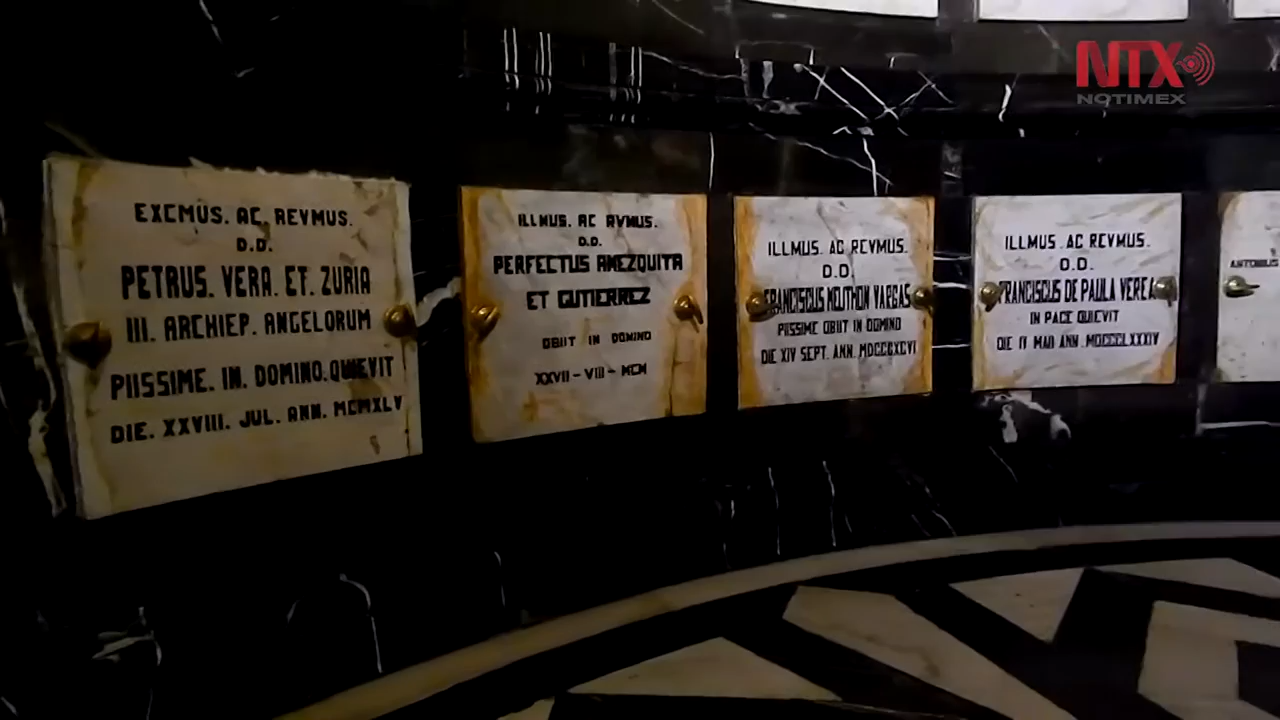 NTX
NOTIMEX
EXCMUS. AC. REVMUS.
D.D.
PETRUS. VERA. ET. ZURIA
III. ARCHIEP. ANGELORUM
PIISSIME. IN. DOMINO. QUIEVIT
DIE. XXVIII. JUL. ANN. MCMXLV
ILLMUS. AC RVMUS.
D.D.
PERFECTUS AMEZQUITA
ET GUTIERREZ
OBIIT IN DOMINO
XXVII - VIII - MCM
ILLMUS. AC REVMUS.
D.D.
FRANCISCUS MOUTHON VARGAS
PIISSIME OBIIT IN DOMINO
DIE XIV SEPT. ANN. MDCCCXCVI
ILLMUS. AC REVMUS.
D.D.
FRANCISCUS DE PAULA VEREA
IN PACE QUIEVIT
DIE IV MAII ANN. MDCCCLXXXIV
ANTONIUS